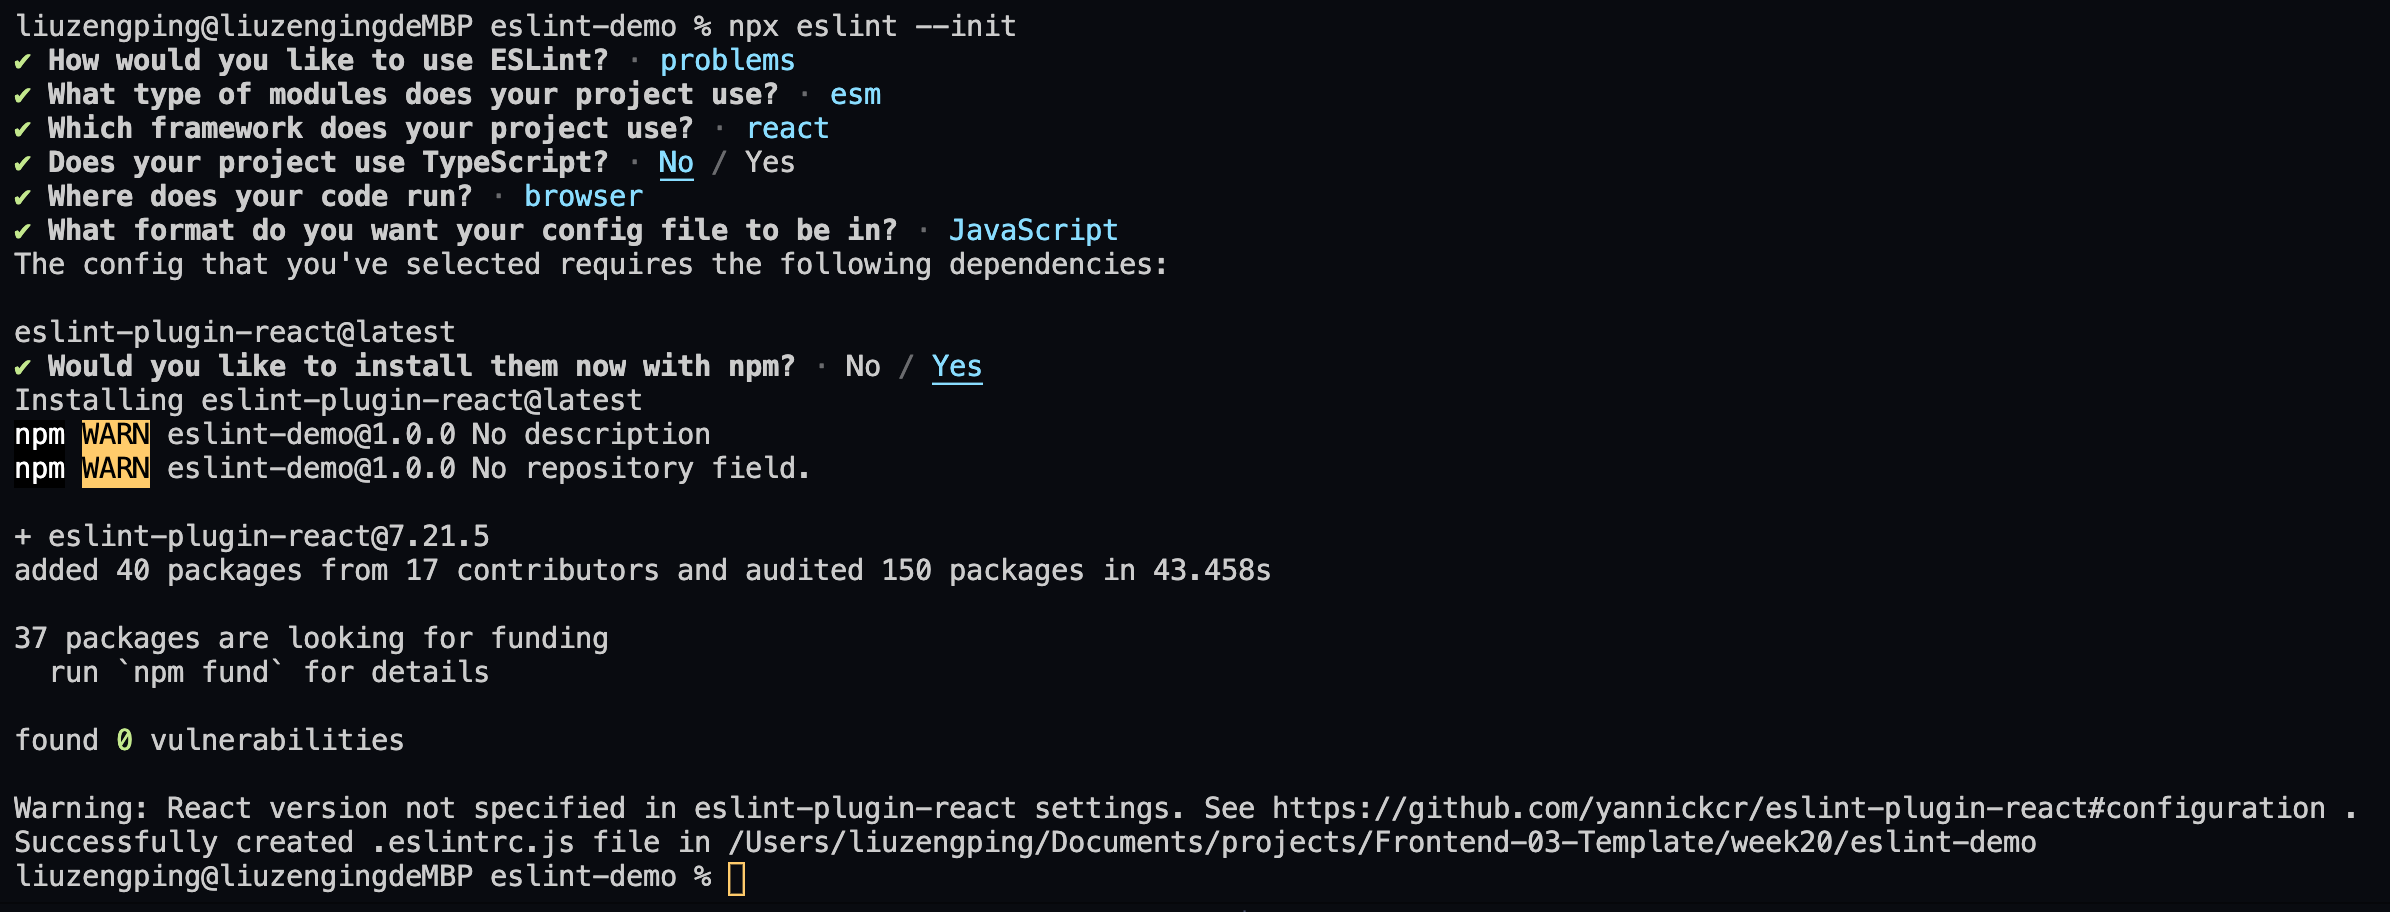 liuzengping@liuzengingdeMBP eslint-demo % npx eslint --init
✔ How would you like to use ESLint? · problems
✔ What type of modules does your project use? · esm
✔ Which framework does your project use? · react
✔ Does your project use TypeScript? · No / Yes
✔ Where does your code run? · browser
✔ What format do you want your config file to be in? · JavaScript
The config that you've selected requires the following dependencies:
eslint-plugin-react@latest
✔ Would you like to install them now with npm? · No / Yes
Installing eslint-plugin-react@latest
npm WARN eslint-demo@1.0.0 No description
npm WARN eslint-demo@1.0.0 No repository field.
+ eslint-plugin-react@7.21.5
added 40 packages from 17 contributors and audited 150 packages in 43.458s
37 packages are looking for funding
  run `npm fund` for details
found 0 vulnerabilities
Warning: React version not specified in eslint-plugin-react settings. See https://github.com/yannickcr/eslint-plugin-react#configuration .
Successfully created .eslintrc.js file in /Users/liuzengping/Documents/projects/Frontend-03-Template/week20/eslint-demo
liuzengping@liuzengingdeMBP eslint-demo %